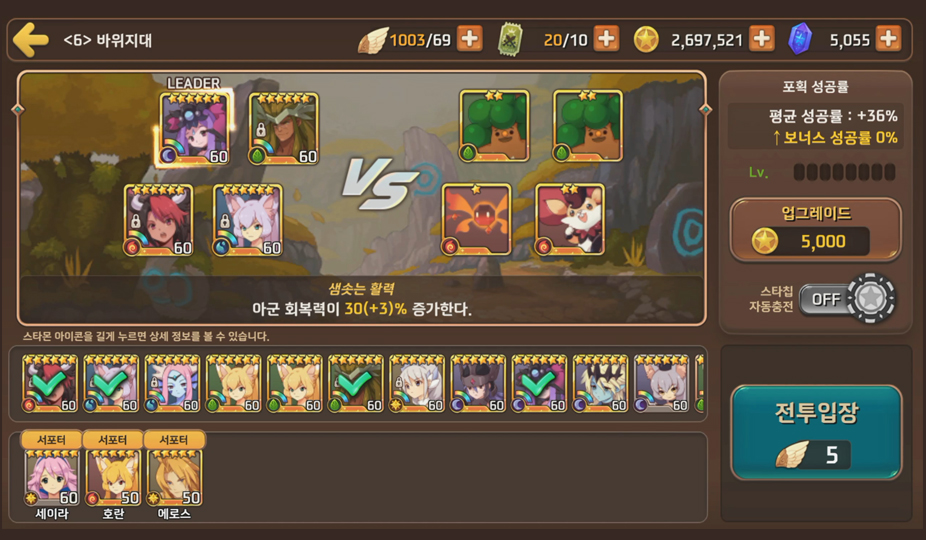 <6> 바위지대
1003/69
20/10
2,697,521
5,055
LEADER
60
60
60
60
VS
샘솟는 활력
아군 회복력이 30(+3)% 증가한다.
포획 성공률
평균 성공률 : +36%
↑보너스 성공률 0%
Lv.
업그레이드
5,000
스타칩
자동충전
OFF
스타몬 아이콘을 길게 누르면 상세 정보를 볼 수 있습니다.
60 60 60 60 60 60 60 60 60 60 60
서포터 서포터 서포터
60 50 50
세이라 호란 메로스
전투입장
5